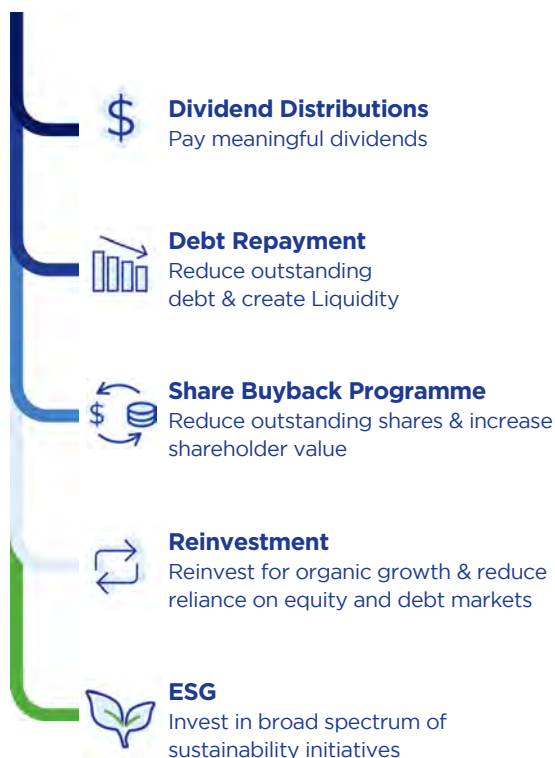 $
Dividend Distributions
Pay meaningful dividends
Debt Repayment
Reduce outstanding
debt & create Liquidity
$
Share Buyback Programme
Reduce outstanding shares & increase
shareholder value
Reinvestment
Reinvest for organic growth & reduce
reliance on equity and debt markets
ESG
Invest in broad spectrum of
sustainability initiatives